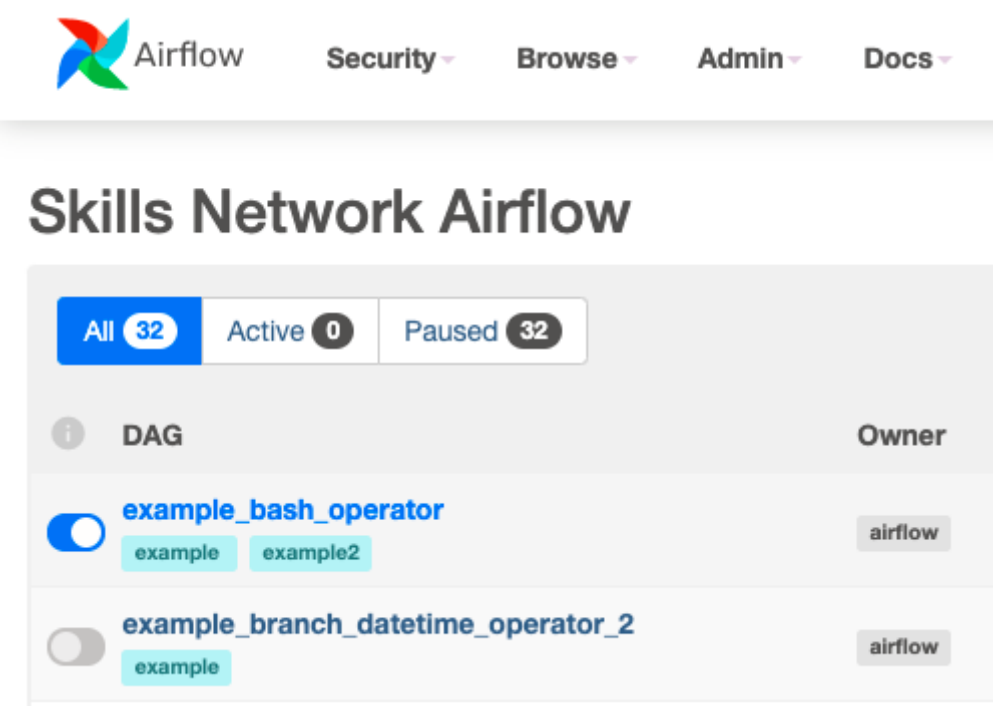 Airflow Security Browse Admin Docs
Skills Network Airflow
All 32 Active 0 Paused 32
i DAG Owner
example_bash_operator
example example2 airflow
example_branch_datetime_operator_2
example airflow